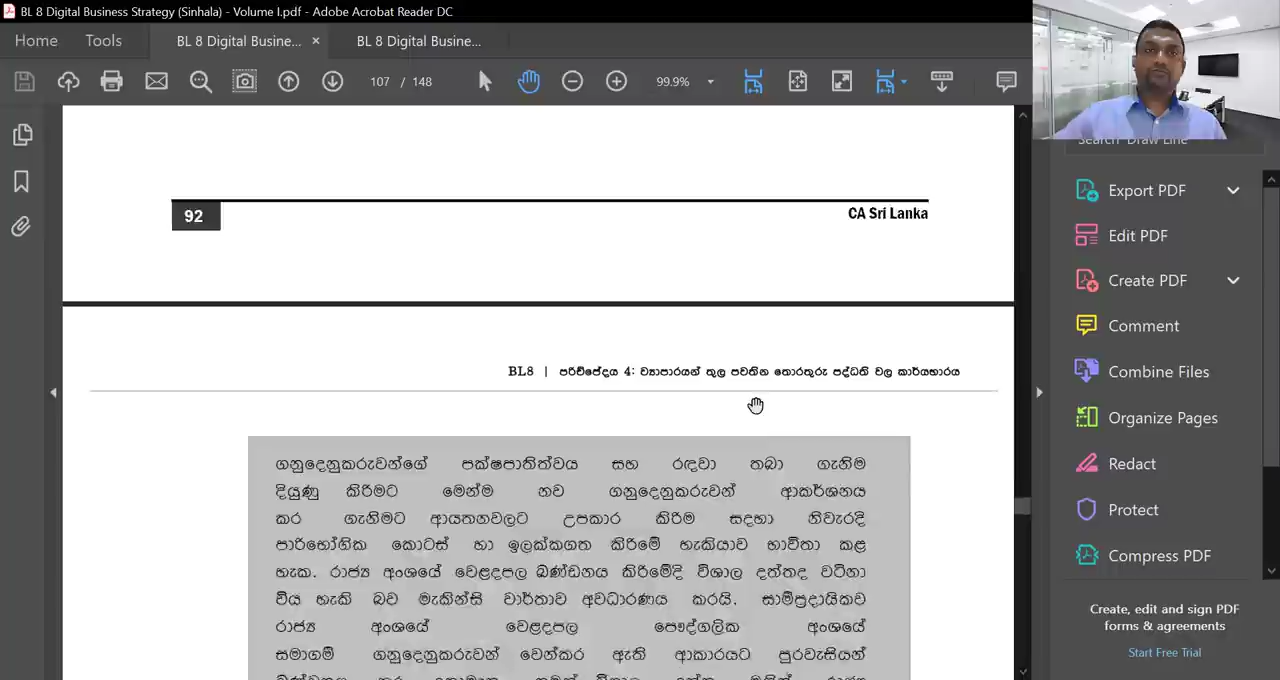 BL 8 Digital Business Strategy (Sinhala) - Volume I.pdf - Adobe Acrobat Reader DC
Home Tools BL 8 Digital Busine... × BL 8 Digital Busine...
107 / 148 99.9%
Export PDF
Edit PDF
Create PDF
Comment
Combine Files
Organize Pages
Redact
Protect
Compress PDF
Create, edit and sign PDF
forms & agreements
Start Free Trial
92 CA Sri Lanka
BL8 | පරිච්ඡේදය 4: ව්‍යාපාරයන් තුල පවතින තොරතුරු පද්ධති වල කාර්යභාරය
ගනුදෙනුකරුවන්ගේ පක්ෂපාතිත්වය සහ රඳවා තබා ගැනීම
දියුණු කිරීමට මෙන්ම නව ගනුදෙනුකරුවන් ආකර්ශනය
කර ගැනීමට ආයතනවලට උපකාර කිරීම සඳහා නිවැරදි
පාරිභෝගික කොටස් හා ඉලක්කගත කිරීමේ හැකියාව භාවිතා කළ
හැක. රාජ්‍ය අංශයේ වෙළඳපල ඛණ්ඩනය කිරීමේදි විශාල දත්තද වටිනා
විය හැකි බව මැකින්සි වාර්තාව අවධාරණය කරයි. සාම්ප්‍රදායිකව
රාජ්‍ය අංශයේ වෙළඳපල පෞද්ගලික අංශයේ
සමාගම් ගනුදෙනුකරුවන් වෙන්කර ඇති ආකාරයට පුරවැසියන්